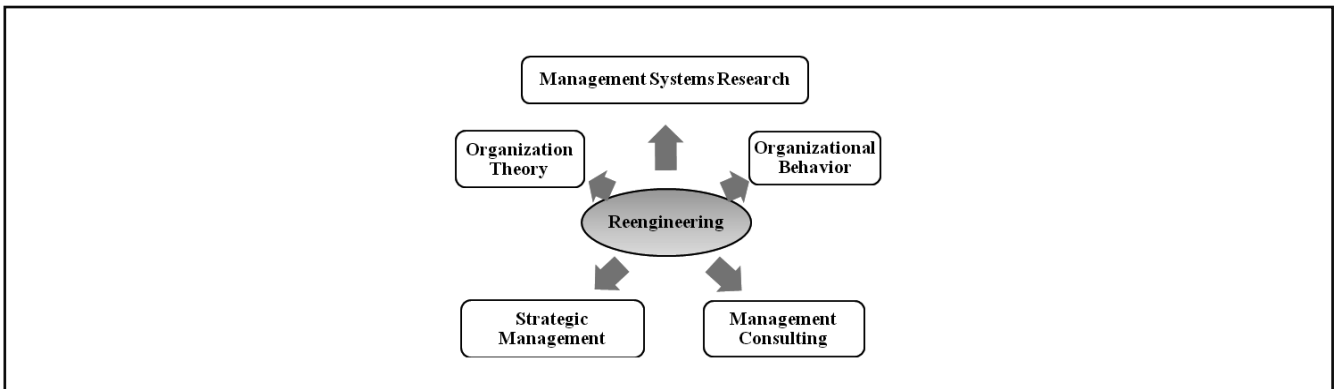 Management Systems Research
Organization
Theory
Organizational
Behavior
Reengineering
Strategic
Management
Management
Consulting